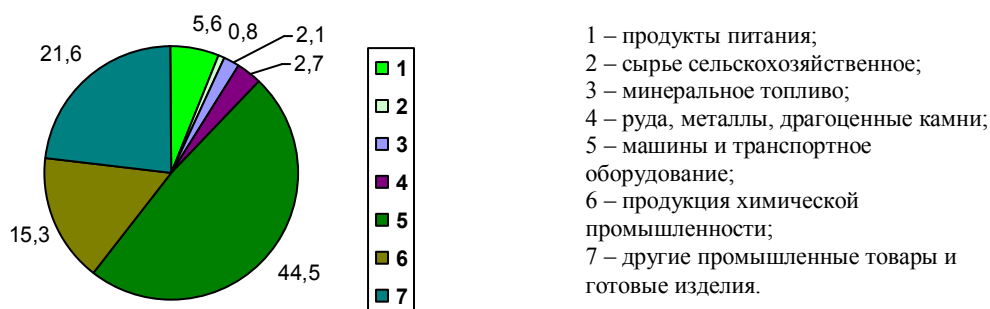 5,6
0,8
2,1
2,7
21,6
15,3
44,5
1
2
3
4
5
6
7
1 – продукты питания;
2 – сырье сельскохозяйственное;
3 – минеральное топливо;
4 – руда, металлы, драгоценные камни;
5 – машины и транспортное
оборудование;
6 – продукция химической
промышленности;
7 – другие промышленные товары и
готовые изделия.